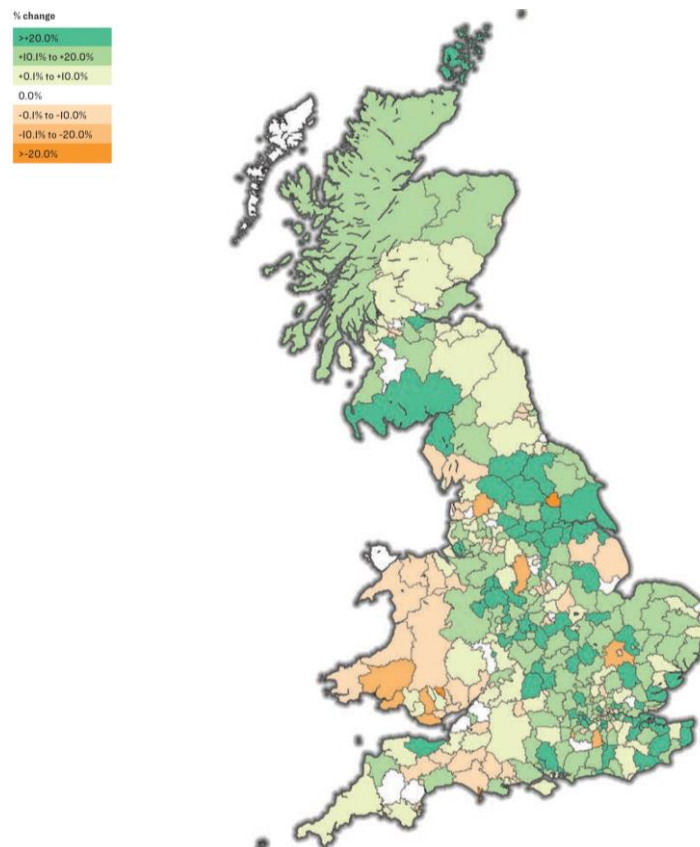 % change
>+20.0%
+10.1% to +20.0%
+0.1% to +10.0%
0.0%
-0.1% to -10.0%
-10.1% to -20.0%
>-20.0%